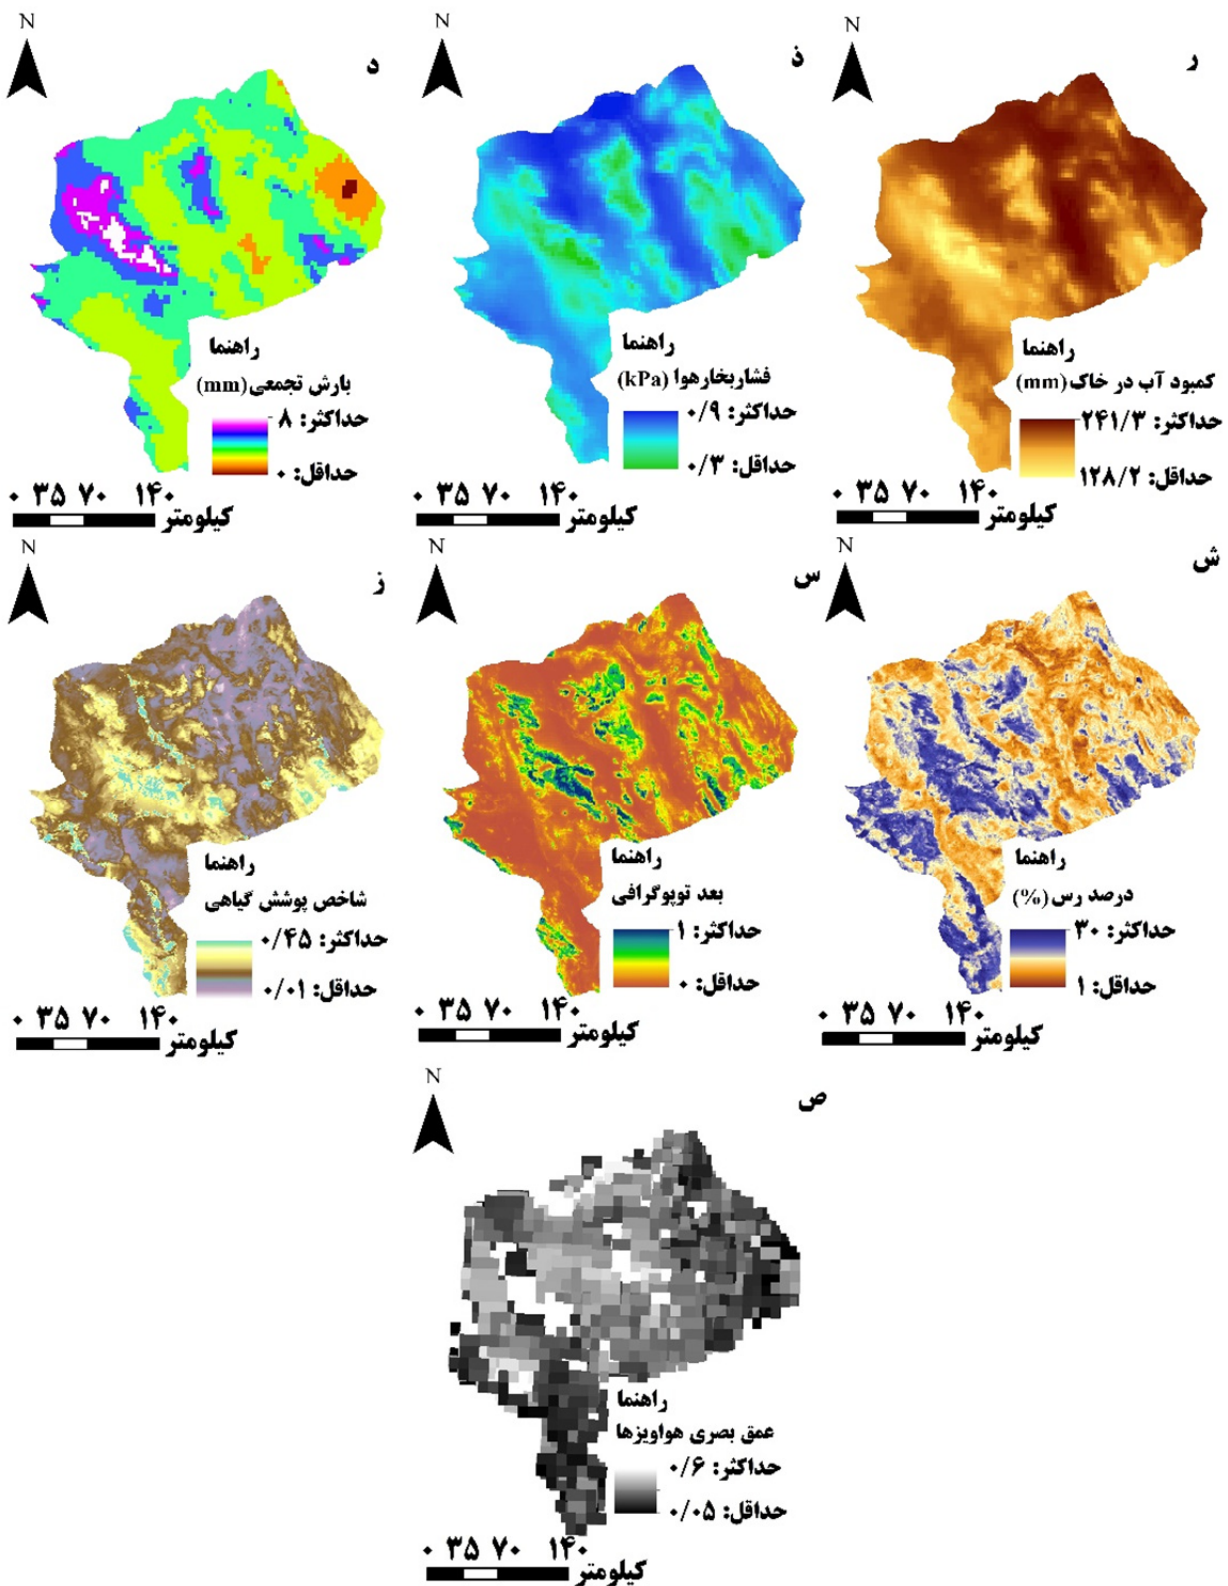 N
د
راهنما
بارش تجمعی (mm)
حداکثر: ۸
حداقل: ۰
۰ ۳۵ ۷۰ ۱۴۰
کیلومتر
N
ذ
راهنما
فشاربخارهوا (kPa)
حداکثر: ۰/۹
حداقل: ۰/۳
۰ ۳۵ ۷۰ ۱۴۰
کیلومتر
N
ر
راهنما
کمبود آب در خاک (mm)
حداکثر: ۲۴۱/۳
حداقل: ۱۲۸/۲
۰ ۳۵ ۷۰ ۱۴۰
کیلومتر
N
ز
راهنما
شاخص پوشش گیاهی
حداکثر: ۰/۴۵
حداقل: ۰/۰۱
۰ ۳۵ ۷۰ ۱۴۰
کیلومتر
N
س
راهنما
بعد توپوگرافی
حداکثر: ۱
حداقل: ۰
۰ ۳۵ ۷۰ ۱۴۰
کیلومتر
N
ش
راهنما
درصد رس (%)
حداکثر: ۳۰
حداقل: ۱
۰ ۳۵ ۷۰ ۱۴۰
کیلومتر
N
ص
راهنما
عمق بصری هواویزها
حداکثر: ۰/۶
حداقل: ۰/۰۵
۰ ۳۵ ۷۰ ۱۴۰
کیلومتر